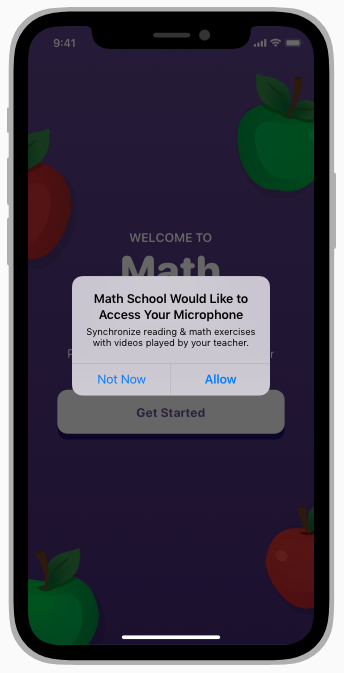 9:41
WELCOME TO
Math
Math School Would Like to
Access Your Microphone
Synchronize reading & math exercises
with videos played by your teacher.
Not Now
Allow
Get Started